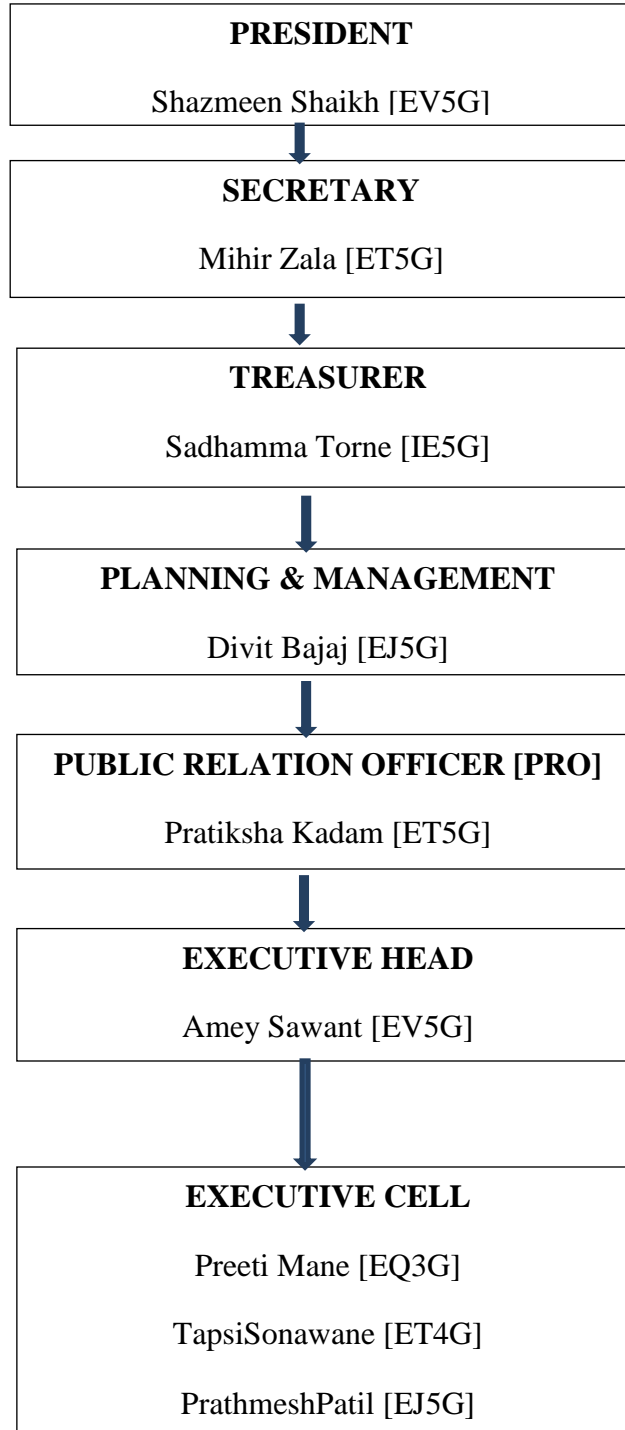 PRESIDENT
Shazmeen Shaikh [EV5G]
SECRETARY
Mihir Zala [ET5G]
TREASURER
Sadhamma Torne [IE5G]
PLANNING & MANAGEMENT
Divit Bajaj [EJ5G]
PUBLIC RELATION OFFICER [PRO]
Pratiksha Kadam [ET5G]
EXECUTIVE HEAD
Amey Sawant [EV5G]
EXECUTIVE CELL
Preeti Mane [EQ3G]
TapsiSonawane [ET4G]
PrathmeshPatil [EJ5G]